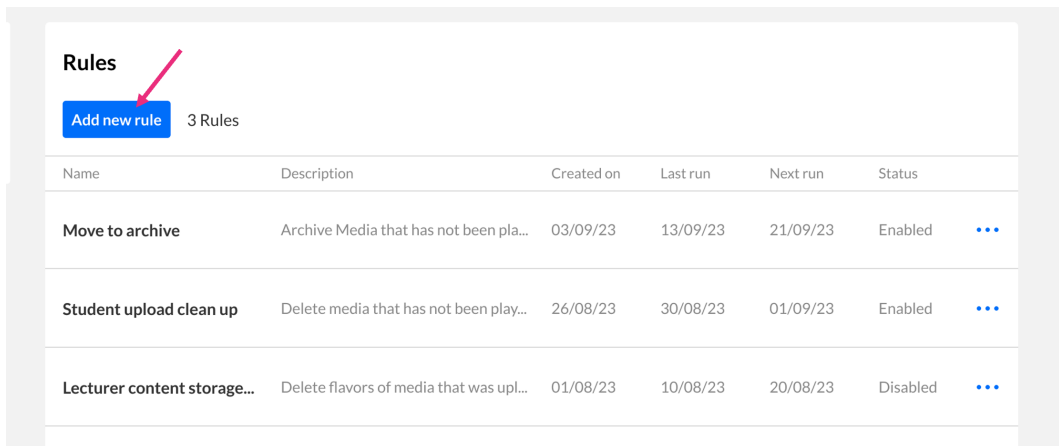 Rules
Add new rule 3 Rules
Name Description Created on Last run Next run Status
Move to archive Archive Media that has not been pla... 03/09/23 13/09/23 21/09/23 Enabled
Student upload clean up Delete media that has not been play... 26/08/23 30/08/23 01/09/23 Enabled
Lecturer content storage... Delete flavors of media that was upl... 01/08/23 10/08/23 20/08/23 Disabled